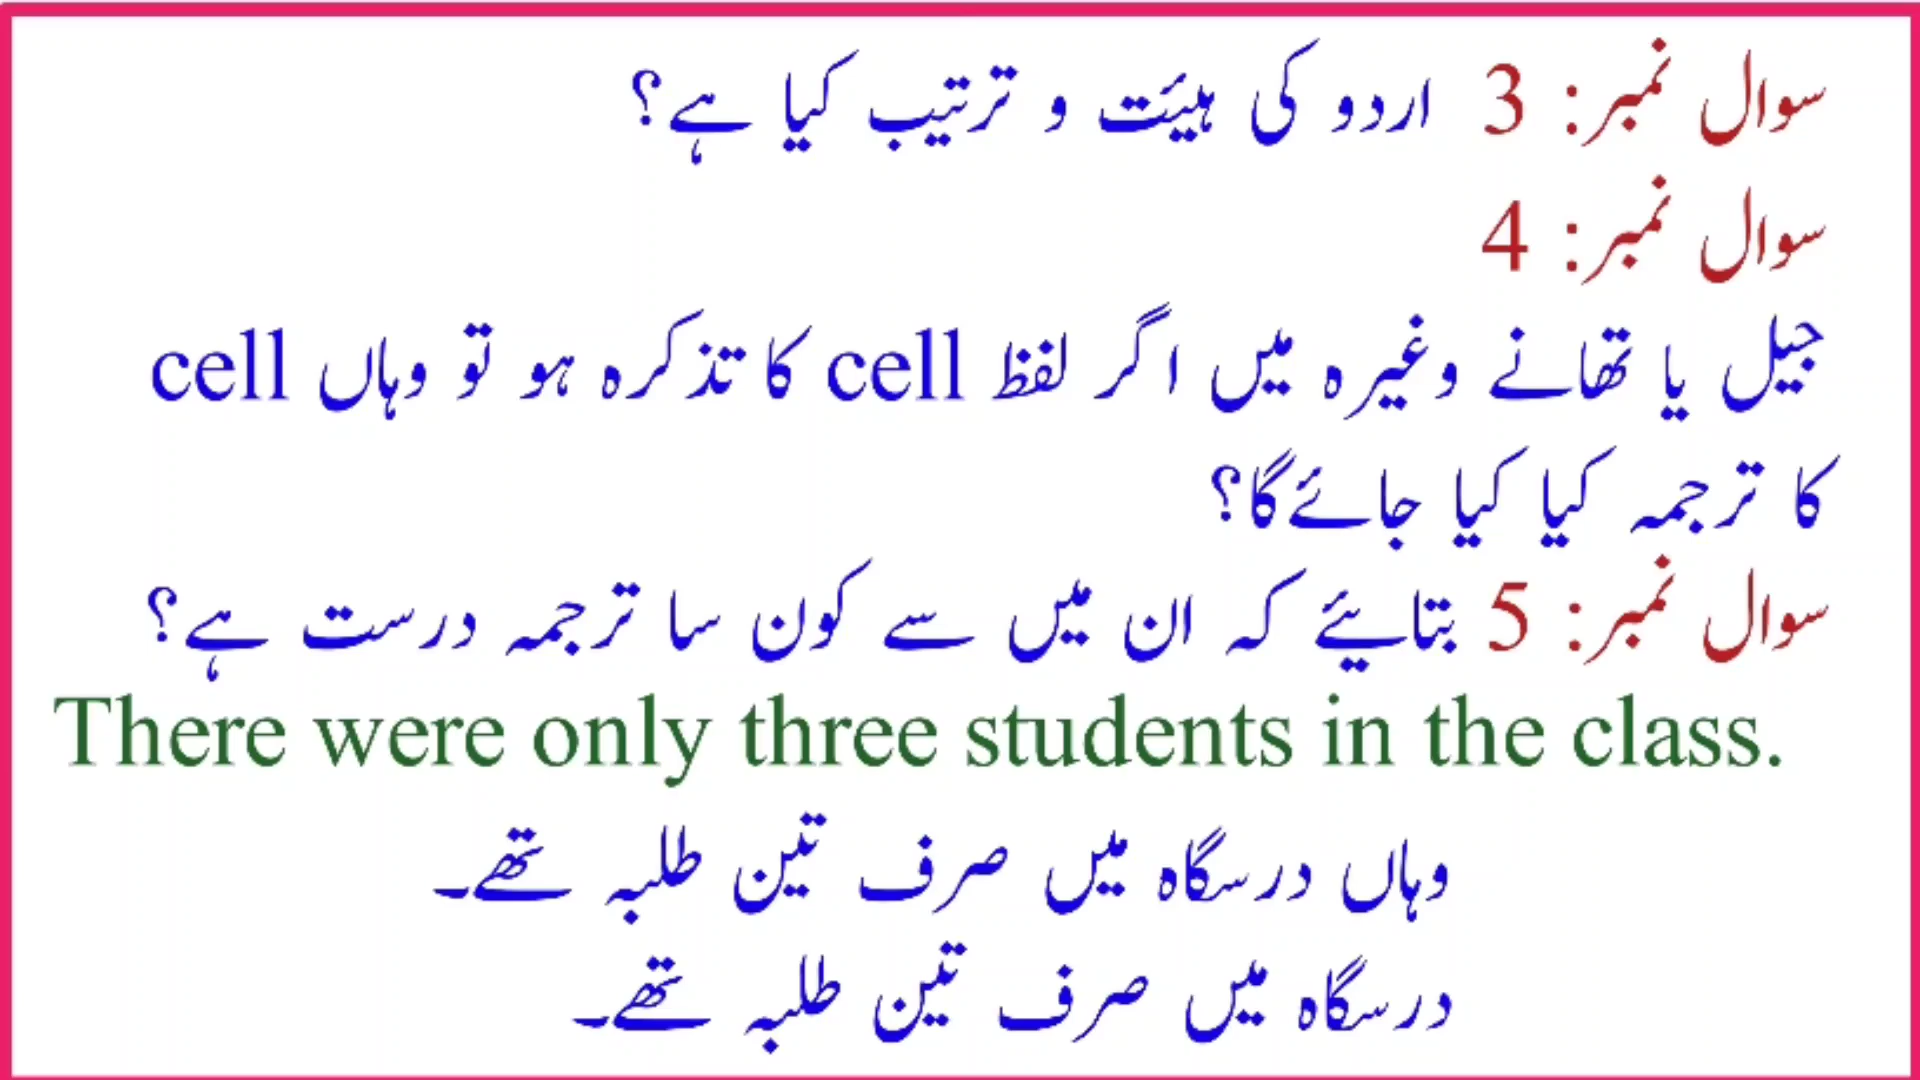 سوال نمبر: 3 اردو کی ہیئت و ترتیب کیا ہے؟
سوال نمبر: 4
جیل یا تھانے وغیرہ میں اگر لفظ cell کا تذکرہ ہو تو وہاں cell
کا ترجمہ کیا کیا جائےگا؟
سوال نمبر: 5 بتایئے کہ ان میں سے کون سا ترجمہ درست ہے؟
There were only three students in the class.
وہاں درسگاہ میں صرف تین طلبہ تھے۔
درسگاہ میں صرف تین طلبہ تھے۔